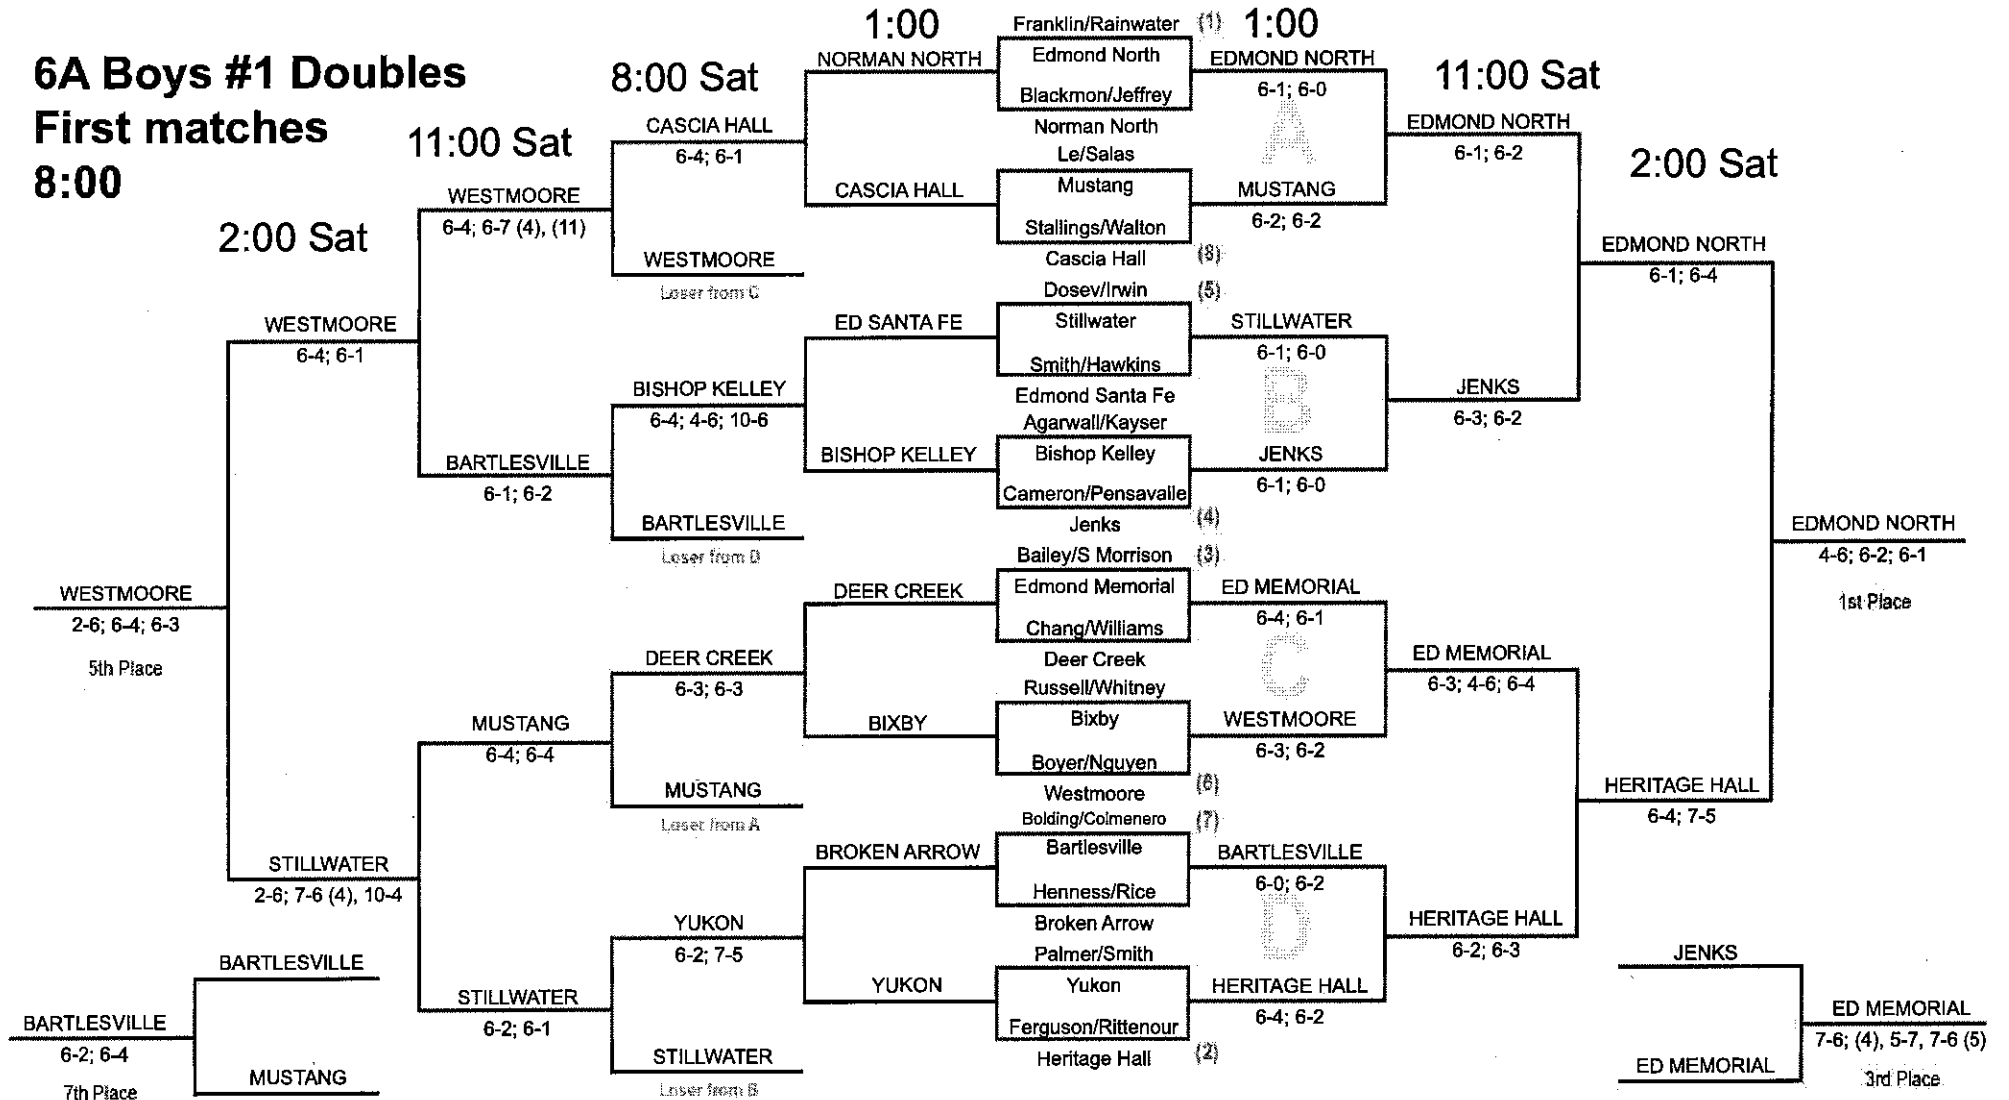 6A Boys #1 Doubles
First matches
8:00
2:00 Sat
11:00 Sat
8:00 Sat
1:00
1:00
11:00 Sat
2:00 Sat
WESTMOORE
2-6; 6-4; 6-3
5th Place
WESTMOORE
6-4; 6-1
STILLWATER
2-6; 7-6 (4), 10-4
BARTLESVILLE
BARTLESVILLE
6-2; 6-4
7th Place
MUSTANG
WESTMOORE
6-4; 6-7 (4), (11)
BARTLESVILLE
6-1; 6-2
MUSTANG
6-4; 6-4
STILLWATER
6-2; 6-1
CASCIA HALL
6-4; 6-1
WESTMOORE
Loser from C
BISHOP KELLEY
6-4; 4-6; 10-6
BARTLESVILLE
Loser from D
DEER CREEK
6-3; 6-3
MUSTANG
Loser from A
YUKON
6-2; 7-5
STILLWATER
Loser from B
NORMAN NORTH
CASCIA HALL
ED SANTA FE
BISHOP KELLEY
DEER CREEK
BIXBY
BROKEN ARROW
YUKON
Franklin/Rainwater (1)
Edmond North
Blackmon/Jeffrey
Norman North
Le/Salas
Mustang
Stallings/Walton
Cascia Hall (8)
Dosev/Irwin (5)
Stillwater
Smith/Hawkins
Edmond Santa Fe
Agarwall/Kayser
Bishop Kelley
Cameron/Pensavalle
Jenks (4)
Bailey/S Morrison (3)
Edmond Memorial
Chang/Williams
Deer Creek
Russell/Whitney
Bixby
Boyer/Nguyen
Westmoore (6)
Bolding/Colmenero (7)
Bartlesville
Henness/Rice
Broken Arrow
Palmer/Smith
Yukon
Ferguson/Rittenour
Heritage Hall (2)
EDMOND NORTH
6-1; 6-0
A
MUSTANG
6-2; 6-2
STILLWATER
6-1; 6-0
B
JENKS
6-1; 6-0
ED MEMORIAL
6-4; 6-1
C
WESTMOORE
6-3; 6-2
BARTLESVILLE
6-0; 6-2
D
HERITAGE HALL
6-4; 6-2
EDMOND NORTH
6-1; 6-2
JENKS
6-3; 6-2
ED MEMORIAL
6-3; 4-6; 6-4
HERITAGE HALL
6-2; 6-3
EDMOND NORTH
6-1; 6-4
HERITAGE HALL
6-4; 7-5
EDMOND NORTH
4-6; 6-2; 6-1
1st Place
JENKS
ED MEMORIAL
ED MEMORIAL
7-6; (4), 5-7, 7-6 (5)
3rd Place